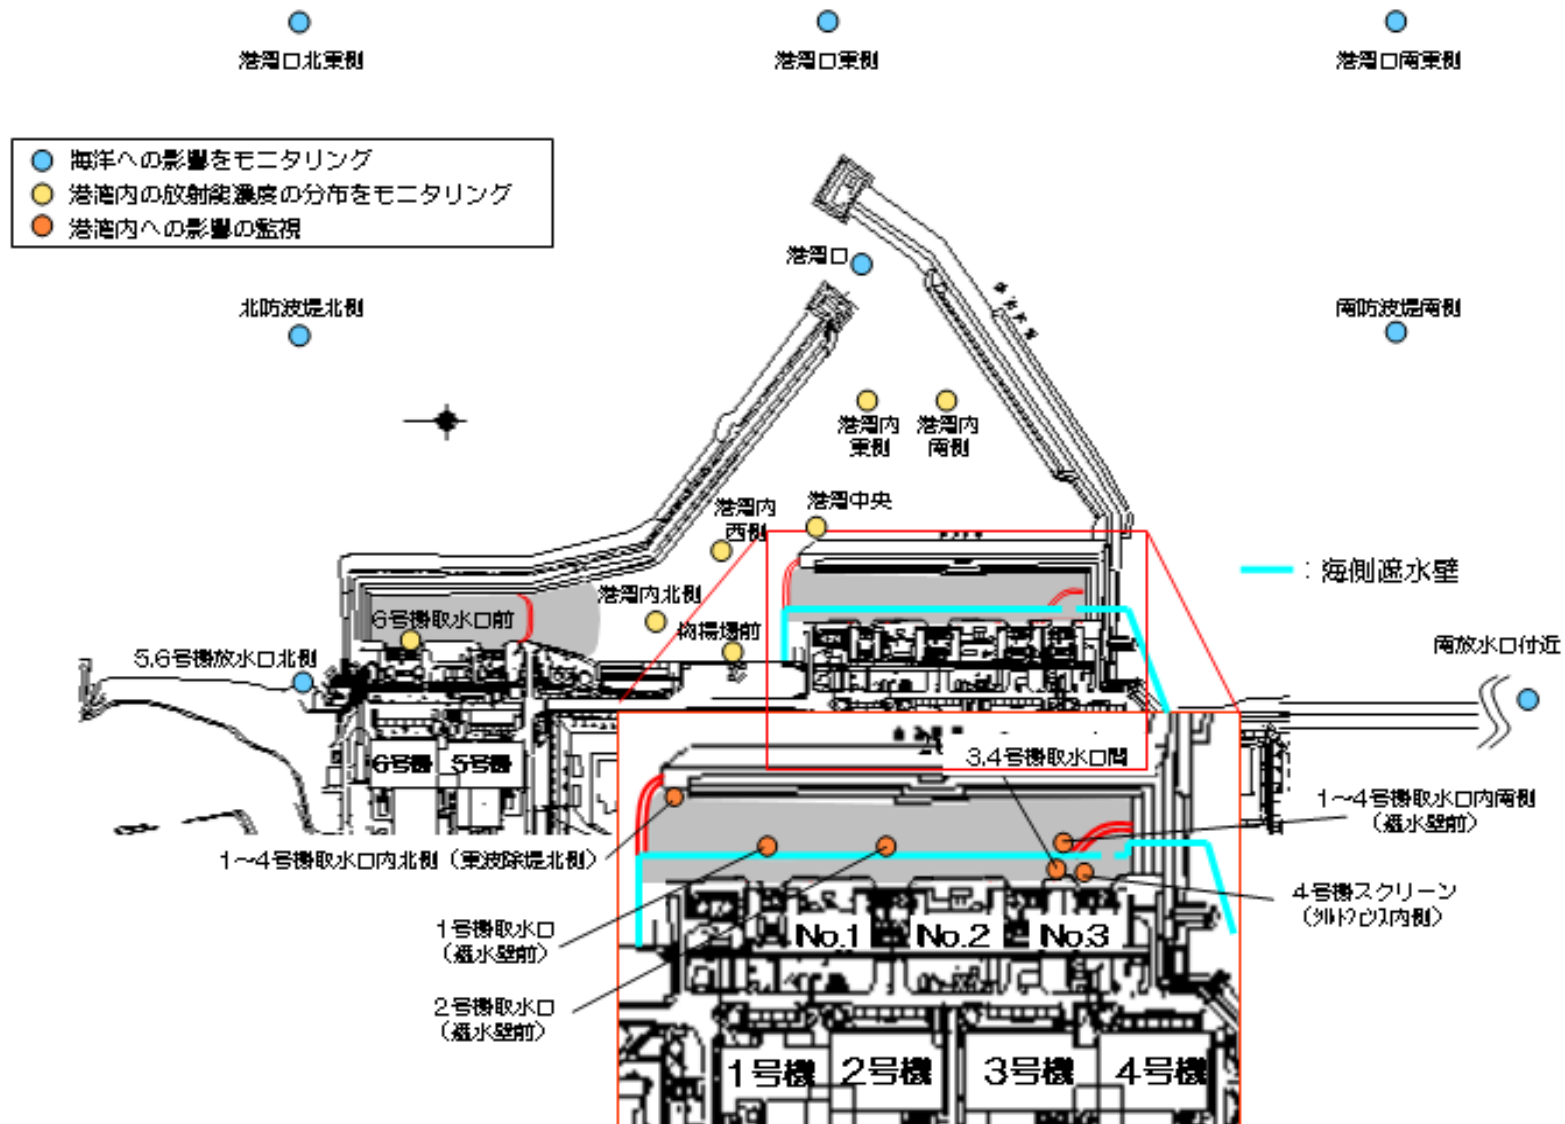 港湾口北東側
港湾口東側
港湾口南東側
海洋への影響をモニタリング
港湾内の放射能濃度の分布をモニタリング
港湾内への影響の監視
港湾口
北防波堤北側
南防波堤南側
港湾内
東側
港湾内
南側
港湾内
西側
港湾中央
：海側遮水壁
港湾内北側
6号機取水口前
物揚場前
5,6号機放水口北側
南放水口付近
6号機
5号機
3,4号機取水口間
1～4号機取水口内南側
（遮水壁前）
1～4号機取水口内北側（東波除堤北側）
4号機スクリーン
（シルトフェンス内側）
1号機取水口
（遮水壁前）
No.1
No.2
No.3
2号機取水口
（遮水壁前）
1号機
2号機
3号機
4号機